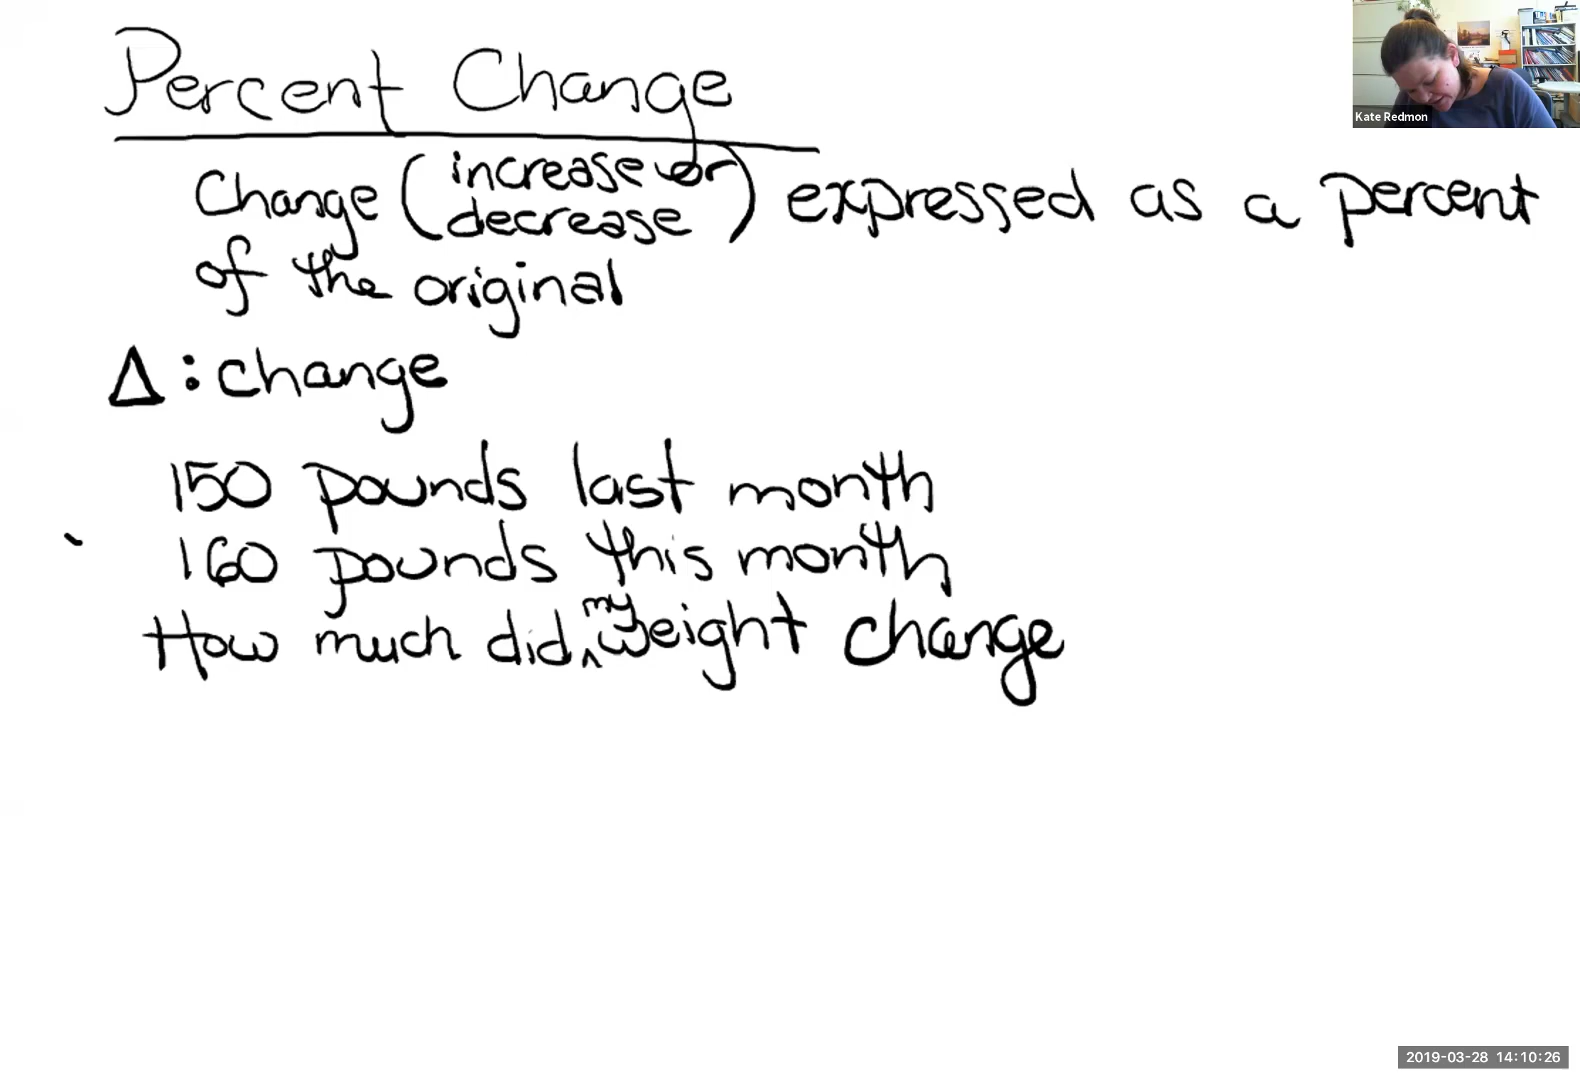 Percent Change
Kate Redmon
Change (increase or decrease) expressed as a percent
of the original
Δ : change
150 pounds last month
160 pounds this month
How much did my weight change
2019-03-28 14:10:26